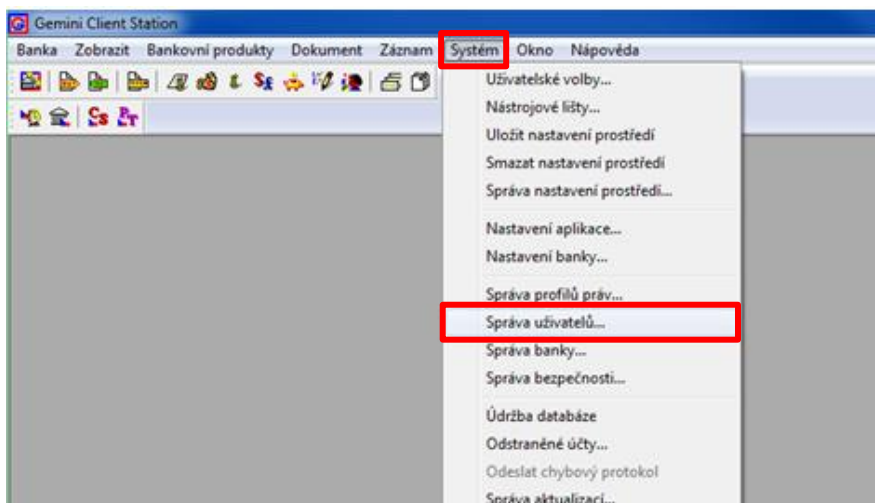 Gemini Client Station
Banka Zobrazit Bankovní produkty Dokument Záznam Systém Okno Nápověda
Uživatelské volby...
Nástrojové lišty...
Uložit nastavení prostředí
Smazat nastavení prostředí
Správa nastavení prostředí...
Nastavení aplikace...
Nastavení banky...
Správa profilů práv...
Správa uživatelů...
Správa banky...
Správa bezpečnosti...
Údržba databáze
Odstraněné účty...
Odeslat chybový protokol
Správa aktualizací...